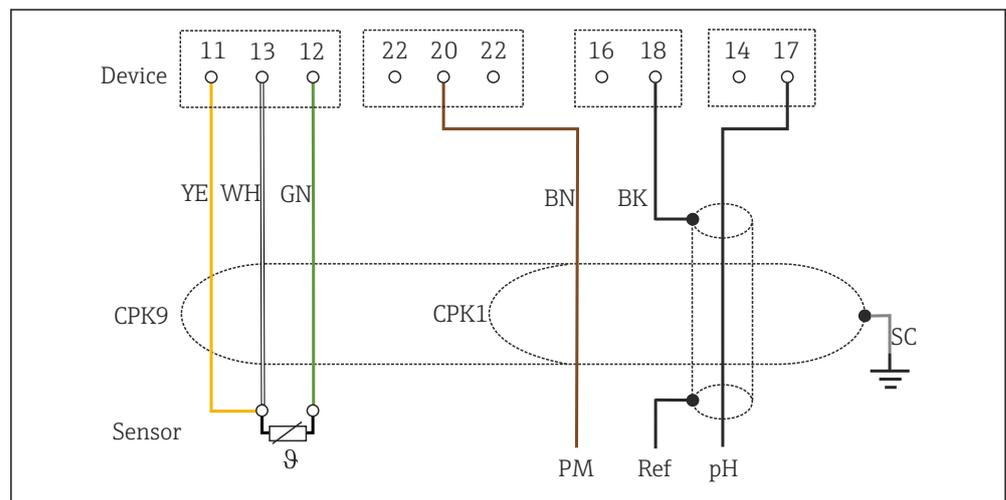 11 13 12 22 20 22 16 18 14 17
Device
YE WH GN BN BK
CPK9 CPK1
SC
Sensor
ϑ
PM Ref pH